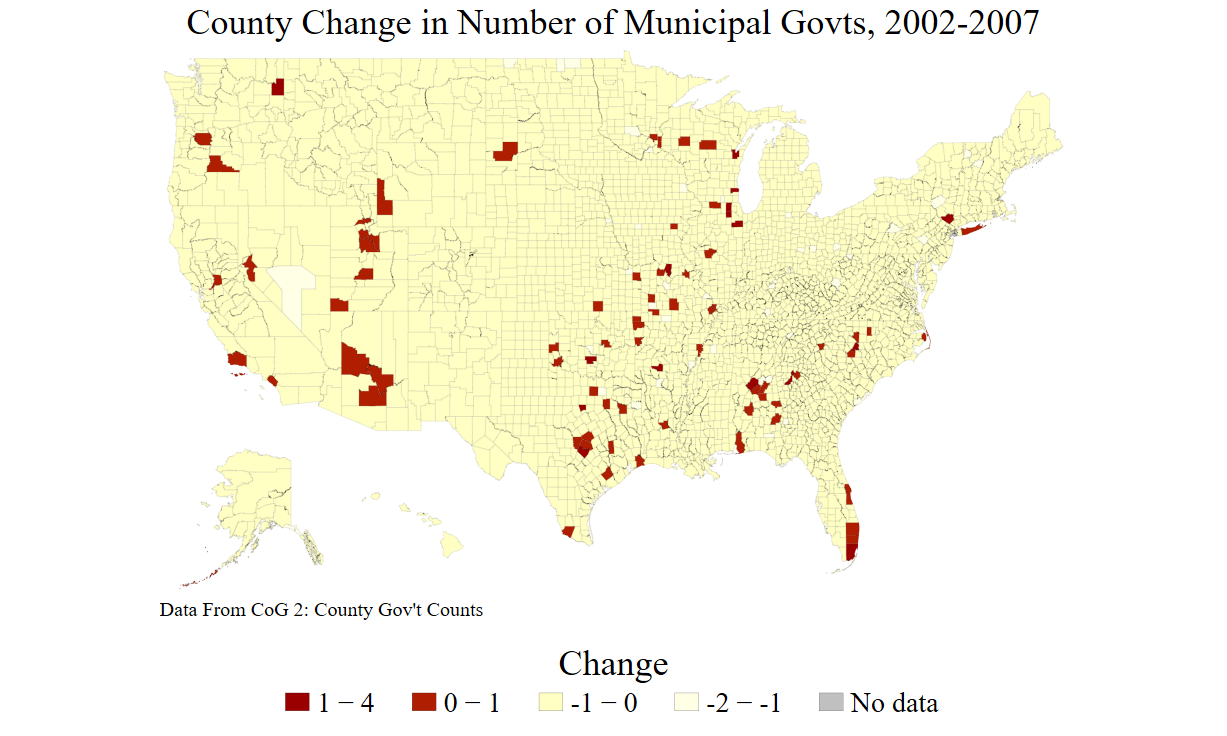 County Change in Number of Municipal Govts, 2002-2007
Data From CoG 2: County Gov't Counts
Change
1 − 4 0 − 1 -1 − 0 -2 − -1 No data